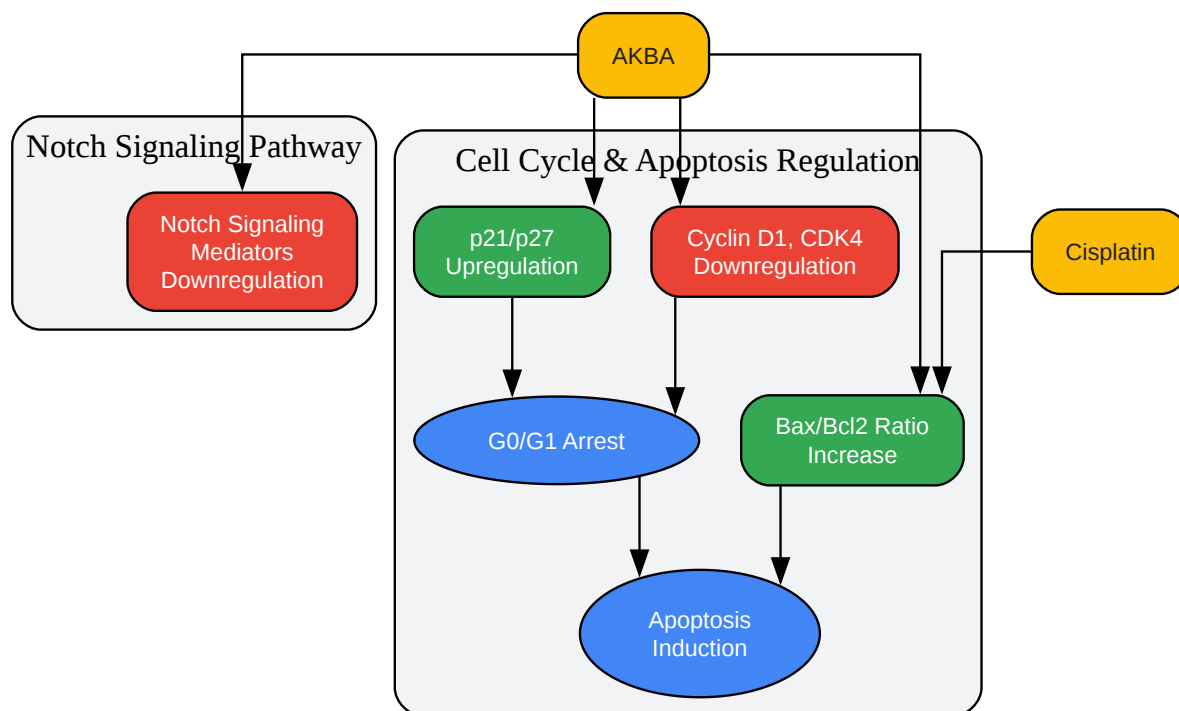 AKBA
Notch Signaling Pathway
Cell Cycle & Apoptosis Regulation
Notch Signaling
Mediators
Downregulation
p21/p27
Upregulation
Cyclin D1, CDK4
Downregulation
Cisplatin
G0/G1 Arrest
Bax/Bcl2 Ratio
Increase
Apoptosis
Induction